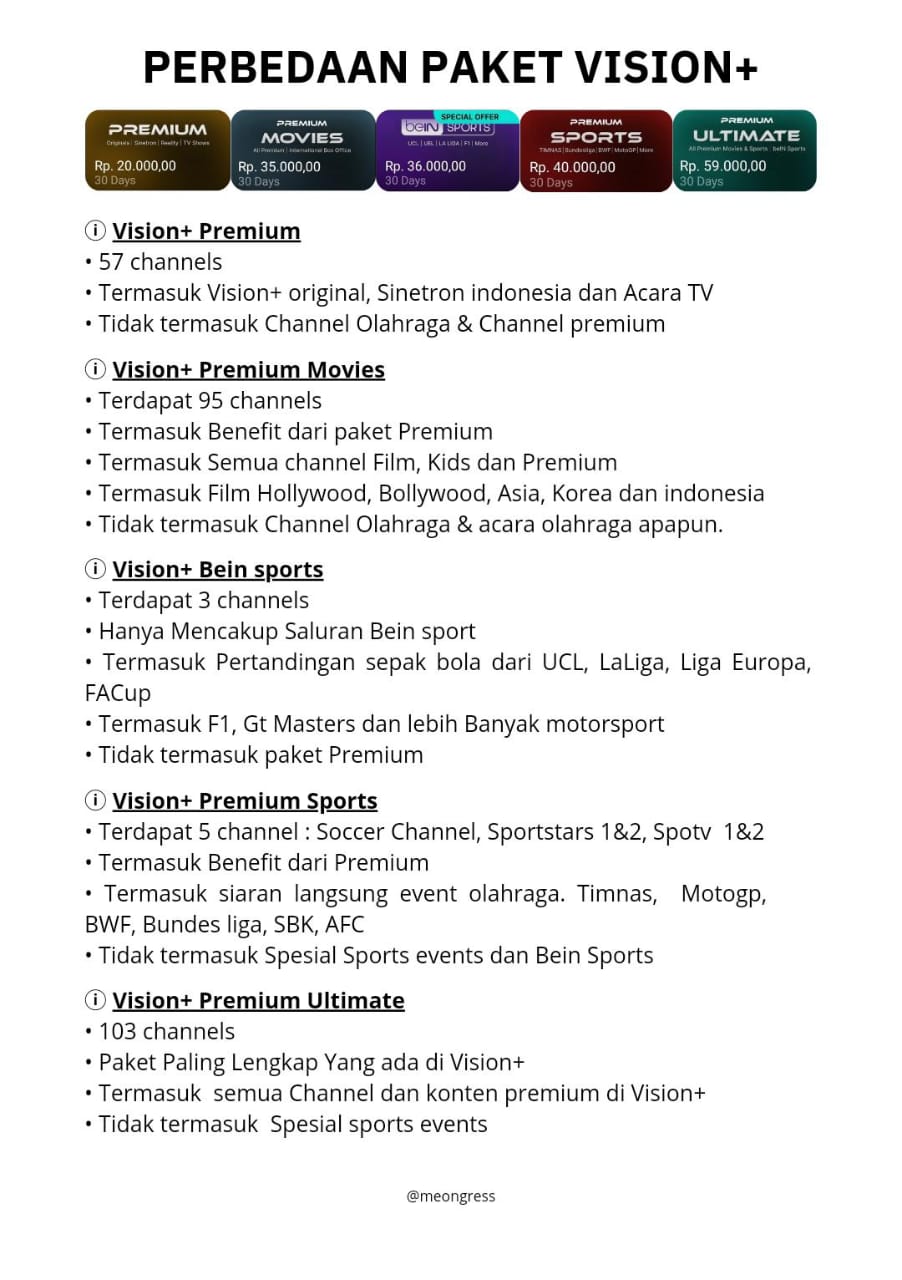 PERBEDAAN PAKET VISION+
PREMIUM
Originals | Sinetron | Reality | TV Shows
Rp. 20.000,00
30 Days
PREMIUM
MOVIES
All Premium | International Box Office
Rp. 35.000,00
30 Days
SPECIAL OFFER
beIN SPORTS
UCL | UEL | LA LIGA | F1 | More
Rp. 36.000,00
30 Days
PREMIUM
SPORTS
TIMNAS | Bundesliga | BWF | MotoGP | More
Rp. 40.000,00
30 Days
PREMIUM
ULTIMATE
All Premium Movies & Sports | beIN Sports
Rp. 59.000,00
30 Days
ⓘ Vision+ Premium
• 57 channels
• Termasuk Vision+ original, Sinetron indonesia dan Acara TV
• Tidak termasuk Channel Olahraga & Channel premium
ⓘ Vision+ Premium Movies
• Terdapat 95 channels
• Termasuk Benefit dari paket Premium
• Termasuk Semua channel Film, Kids dan Premium
• Termasuk Film Hollywood, Bollywood, Asia, Korea dan indonesia
• Tidak termasuk Channel Olahraga & acara olahraga apapun.
ⓘ Vision+ Bein sports
• Terdapat 3 channels
• Hanya Mencakup Saluran Bein sport
• Termasuk Pertandingan sepak bola dari UCL, LaLiga, Liga Europa,
FACup
• Termasuk F1, Gt Masters dan lebih Banyak motorsport
• Tidak termasuk paket Premium
ⓘ Vision+ Premium Sports
• Terdapat 5 channel : Soccer Channel, Sportstars 1&2, Spotv 1&2
• Termasuk Benefit dari Premium
• Termasuk siaran langsung event olahraga. Timnas, Motogp,
BWF, Bundes liga, SBK, AFC
• Tidak termasuk Spesial Sports events dan Bein Sports
ⓘ Vision+ Premium Ultimate
• 103 channels
• Paket Paling Lengkap Yang ada di Vision+
• Termasuk semua Channel dan konten premium di Vision+
• Tidak termasuk Spesial sports events
@meongress